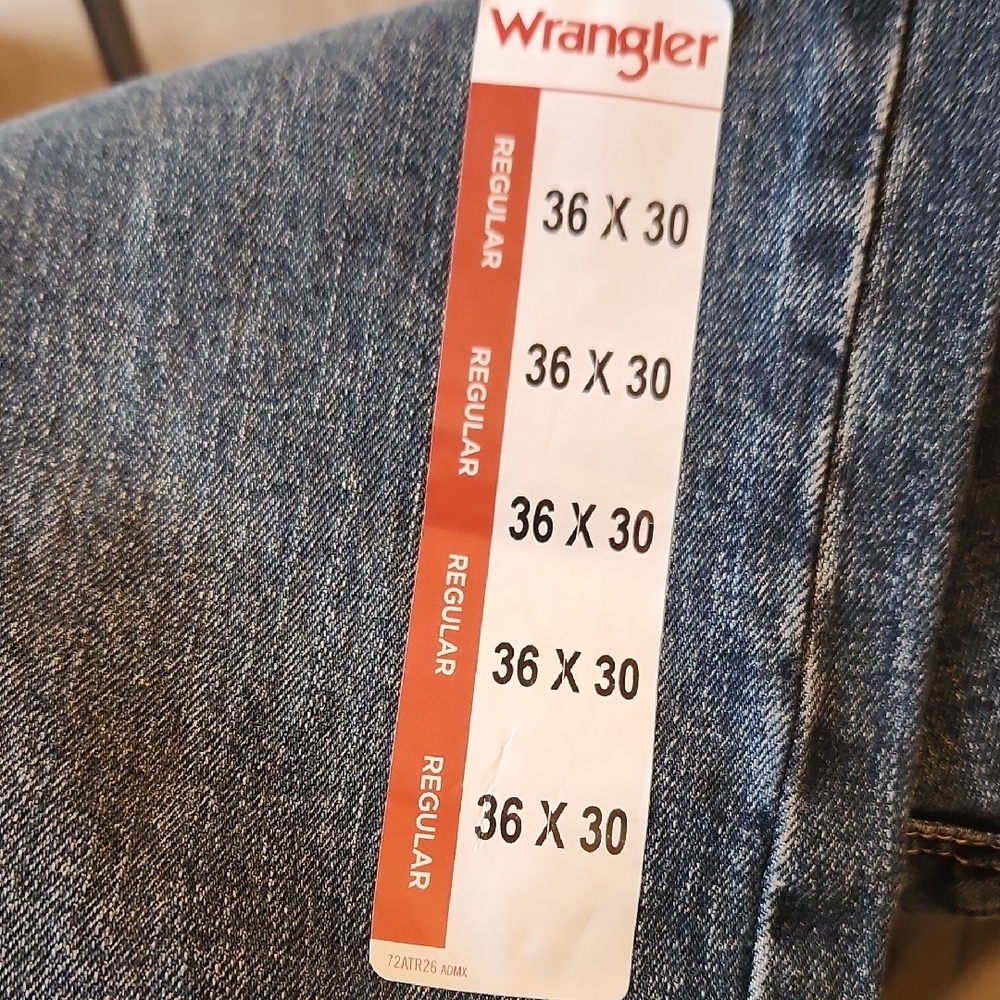 Wrangler
REGULAR
36 X 30
REGULAR
36 X 30
REGULAR
36 X 30
REGULAR
36 X 30
36 X 30
72ATR26 ADMX